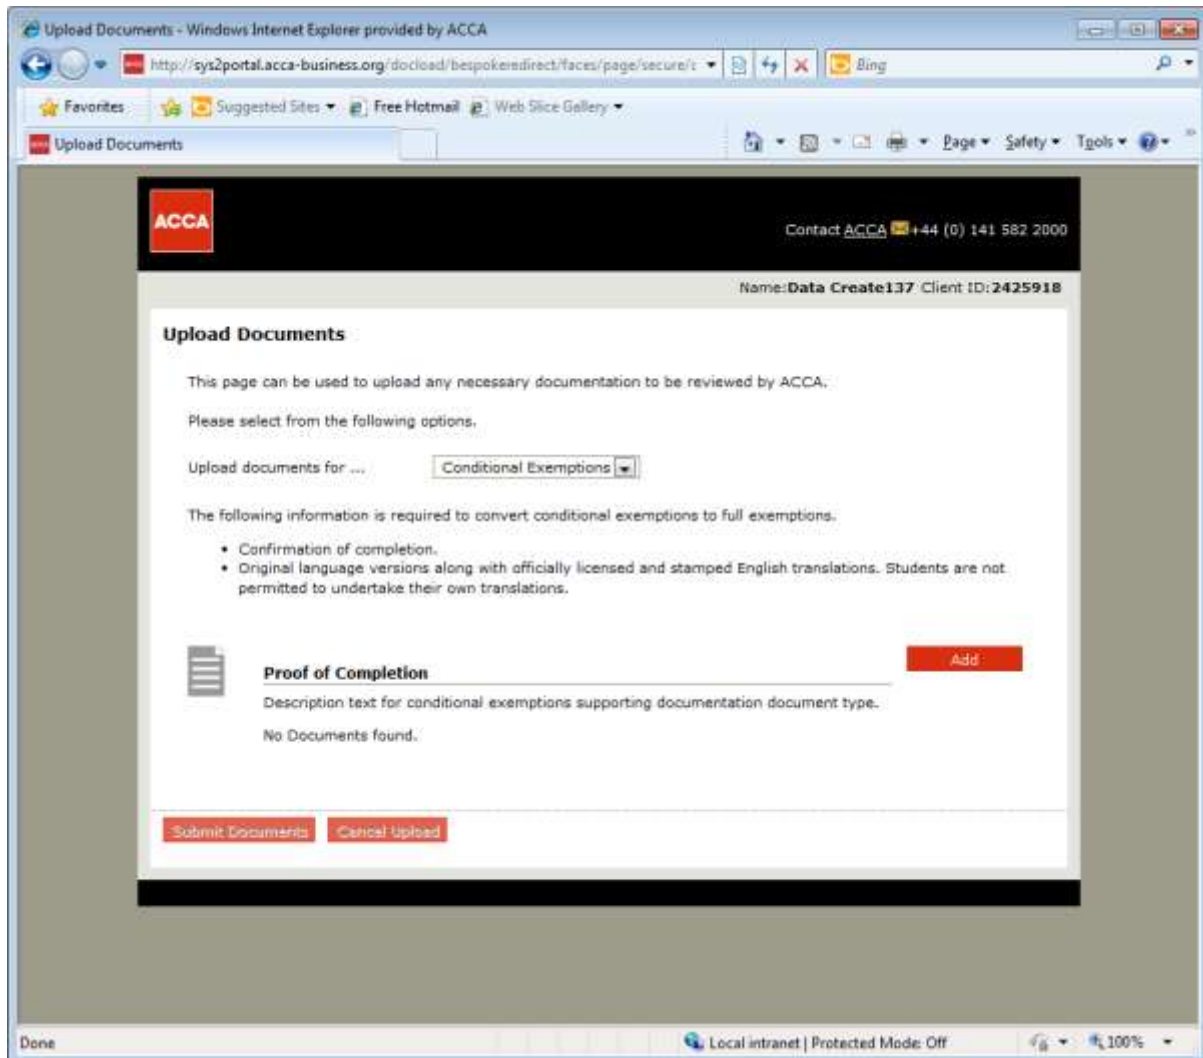 Upload Documents - Windows Internet Explorer provided by ACCA
http://sys2portal.acca-business.org/docload/bespokeredirect/faces/page/secure/c
Bing
Favorites Suggested Sites Free Hotmail Web Slice Gallery
Upload Documents
Page Safety Tools
ACCA
Contact ACCA +44 (0) 141 582 2000
Name:Data Create137 Client ID:2425918
Upload Documents
This page can be used to upload any necessary documentation to be reviewed by ACCA.
Please select from the following options.
Upload documents for ... Conditional Exemptions
The following information is required to convert conditional exemptions to full exemptions.
• Confirmation of completion.
• Original language versions along with officially licensed and stamped English translations. Students are not
permitted to undertake their own translations.
Add
Proof of Completion
Description text for conditional exemptions supporting documentation document type.
No Documents found.
Submit Documents Cancel Upload
Done Local intranet | Protected Mode: Off 100%